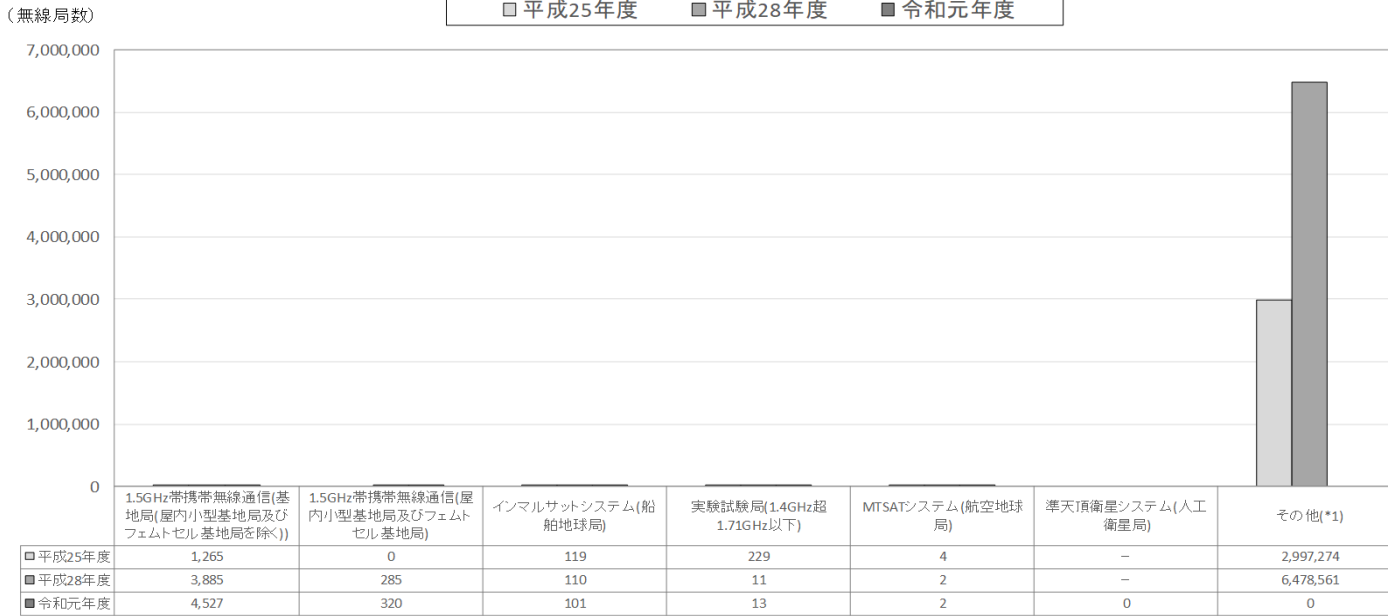 （無線局数）
平成25年度 平成28年度 令和元年度
7,000,000
6,000,000
5,000,000
4,000,000
3,000,000
2,000,000
1,000,000
0
1.5GHz帯携帯無線通信(基地局(屋内小型基地局及びフェムトセル基地局を除く)) 1.5GHz帯携帯無線通信(屋内小型基地局及びフェムトセル基地局) インマルサットシステム(船舶地球局) 実験試験局(1.4GHz超1.71GHz以下) MTSATシステム(航空地球局) 準天頂衛星システム(人工衛星局) その他(*1)
平成25年度 1,265 0 119 229 4 － 2,997,274
平成28年度 3,885 285 110 11 2 － 6,478,561
令和元年度 4,527 320 101 13 2 0 0